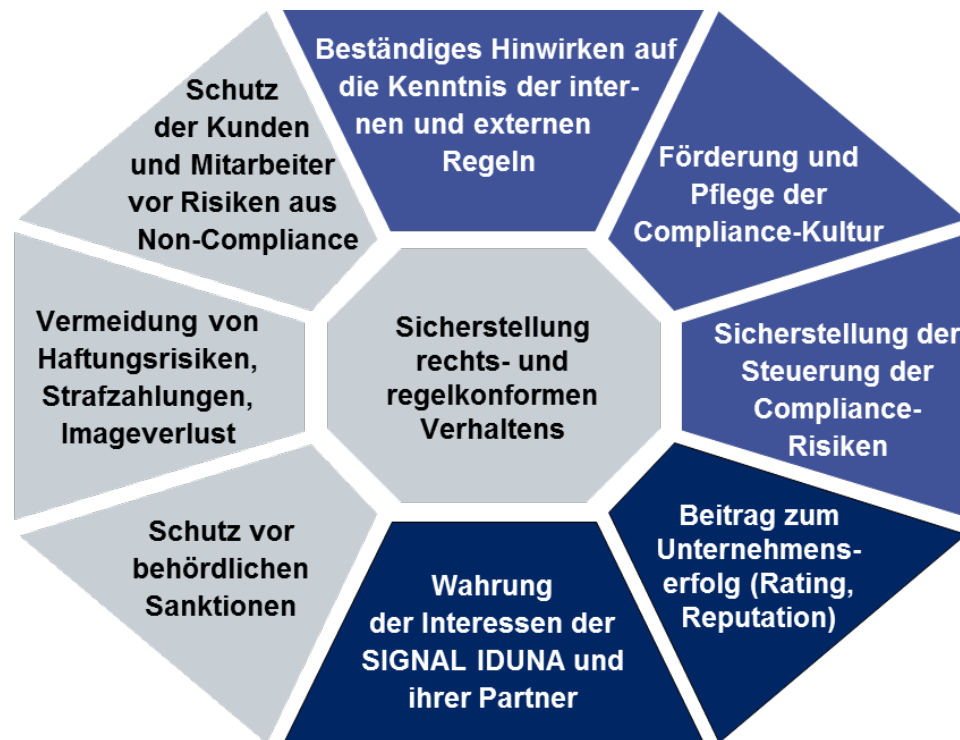 Beständiges Hinwirken auf
die Kenntnis der inter-
nen und externen
Regeln
Förderung und
Pflege der
Compliance-Kultur
Sicherstellung der
Steuerung der
Compliance-
Risiken
Beitrag zum
Unternehmens-
erfolg (Rating,
Reputation)
Wahrung
der Interessen der
SIGNAL IDUNA und
ihrer Partner
Schutz vor
behördlichen
Sanktionen
Vermeidung von
Haftungsrisiken,
Strafzahlungen,
Imageverlust
Schutz
der Kunden
und Mitarbeiter
vor Risiken aus
Non-Compliance
Sicherstellung
rechts- und
regelkonformen
Verhaltens